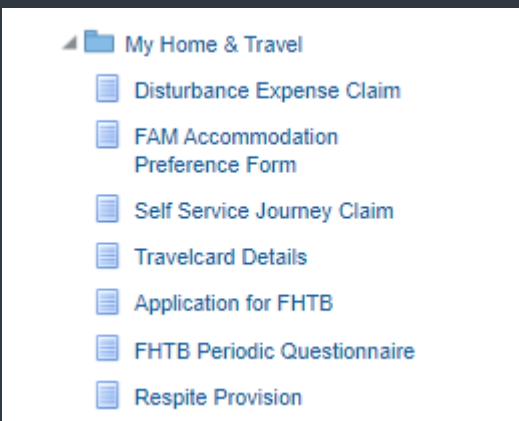 My Home & Travel
Disturbance Expense Claim
FAM Accommodation
Preference Form
Self Service Journey Claim
Travelcard Details
Application for FHTB
FHTB Periodic Questionnaire
Respite Provision